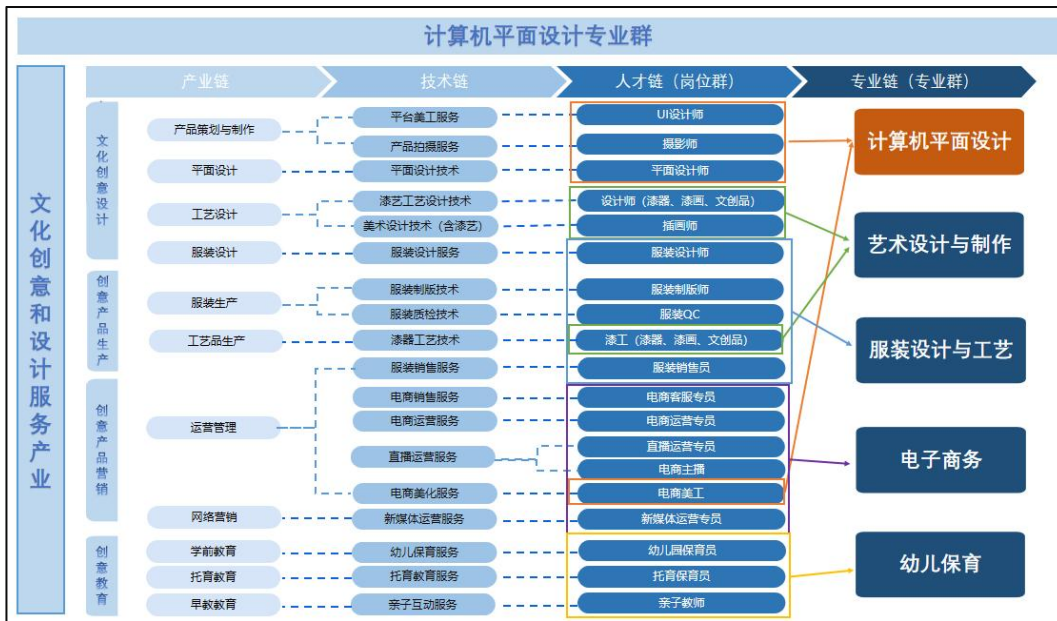 计算机平面设计专业群
文化创意和设计服务产业
产业链
技术链
人才链（岗位群）
专业链（专业群）
文化创意设计
产品策划与制作
平台美工服务
UI设计师
产品拍摄服务
摄影师
平面设计
平面设计技术
平面设计师
工艺设计
漆艺工艺设计技术
设计师（漆器、漆画、文创品）
美术设计技术（含漆艺）
插画师
服装设计
服装设计服务
服装设计师
创意产品生产
服装生产
服装制版技术
服装制版师
服装质检技术
服装QC
工艺品生产
漆器工艺技术
漆工（漆器、漆画、文创品）
创意产品营销
运营管理
服装销售服务
服装销售员
电商销售服务
电商客服专员
电商运营服务
电商运营专员
直播运营服务
直播运营专员
电商主播
电商美化服务
电商美工
网络营销
新媒体运营服务
新媒体运营专员
创意教育
学前教育
幼儿保育服务
幼儿园保育员
托育教育
托育教育服务
托育保育员
早教教育
亲子互动服务
亲子教师
计算机平面设计
艺术设计与制作
服装设计与工艺
电子商务
幼儿保育